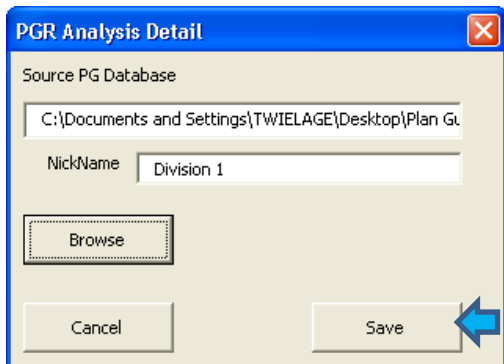 PGR Analysis Detail
Source PG Database
C:\Documents and Settings\TWIELAGE\Desktop\Plan Gu
NickName Division 1
Browse
Cancel Save